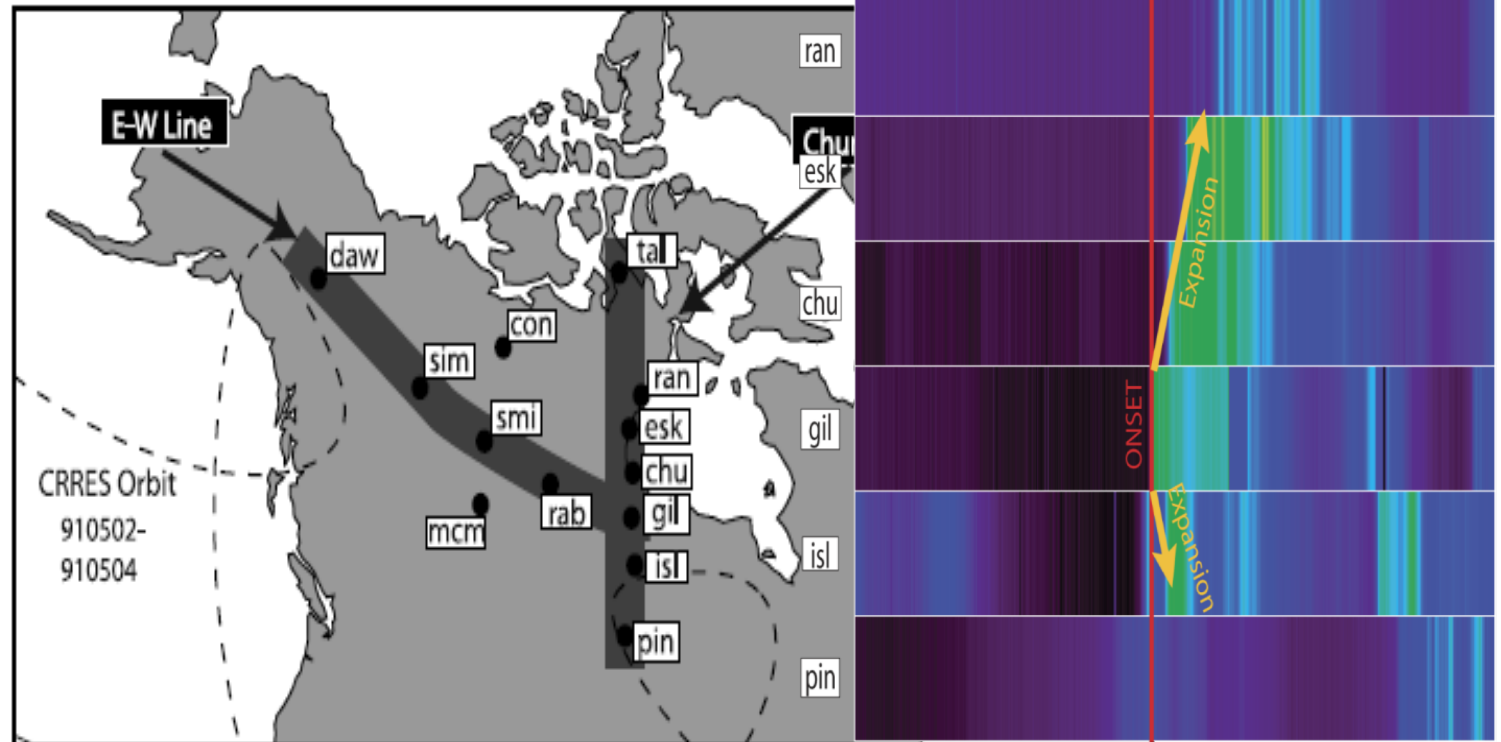 E-W Line
daw
sim
smi
con
mcm
rab
tal
ran
esk
chu
gil
isl
pin
CRRES Orbit
910502-
910504
ran
esk
chu
gil
isl
pin
ONSET
Expansion
Expansion